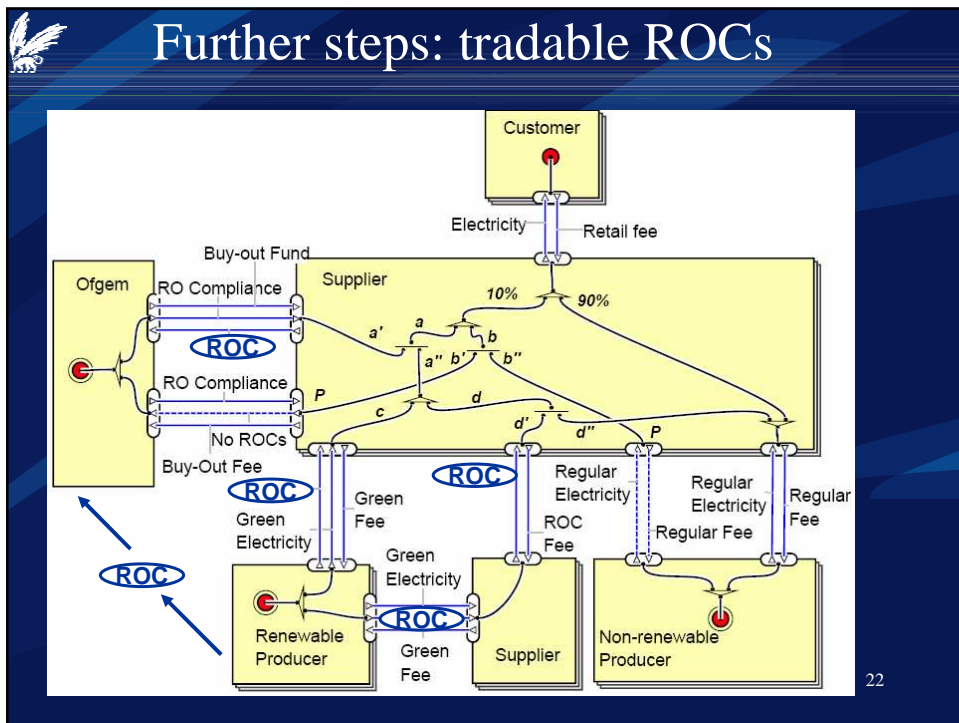 Further steps: tradable ROCs
Customer
Electricity
Retail fee
Buy-out Fund
Ofgem
RO Compliance
Supplier
10%
90%
a'
a
b
ROC
a"
b'
b"
RO Compliance
P
c
d
No ROCs
d'
d"
P
Buy-Out Fee
ROC
Green
Electricity
Green
Fee
ROC
ROC
Fee
Regular
Electricity
Regular Fee
Regular
Electricity
Regular
Fee
ROC
Green
Electricity
ROC
Green
Fee
Renewable
Producer
Supplier
Non-renewable
Producer
22